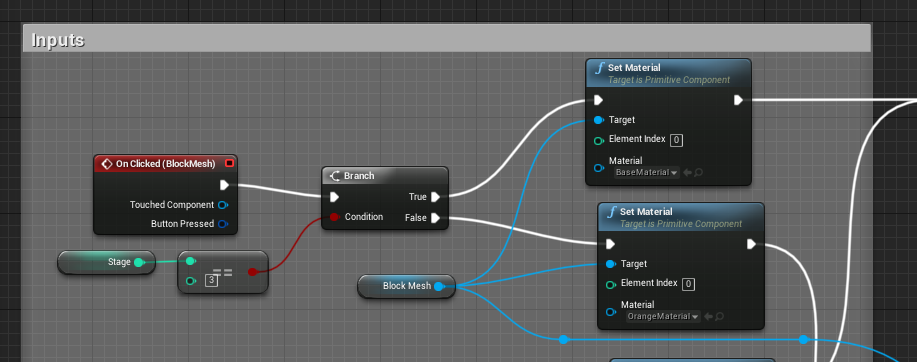 Inputs
Set Material
Target is Primitive Component
Target
Element Index 0
Material
BaseMaterial
On Clicked (BlockMesh)
Touched Component
Button Pressed
Branch
True
Condition
False
Stage
==
3
Block Mesh
Set Material
Target is Primitive Component
Target
Element Index 0
Material
OrangeMaterial